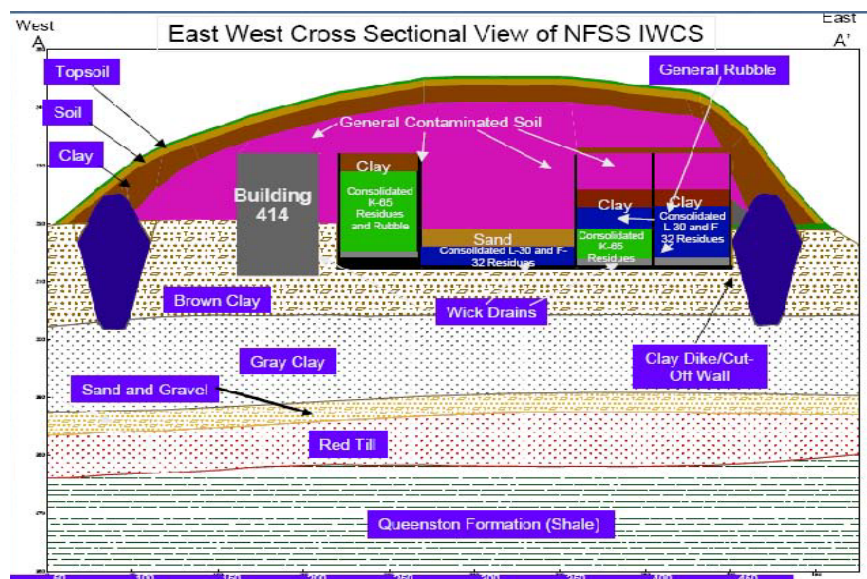 West
A
East West Cross Sectional View of NFSS IWCS
East
A'
Topsoil
Soil
Clay
General Rubble
General Contaminated Soil
Building
414
Clay
Consolidated
K-65
Residues
and Rubble
Sand
Consolidated L-30 and F-
32 Residues
Clay
Consolidated
K-65
Residues
Clay
Consolidated
L 30 and F
32 Residues
Brown Clay
Wick Drains
Gray Clay
Clay Dike/Cut-
Off Wall
Sand and Gravel
Red Till
Queenston Formation (Shale)